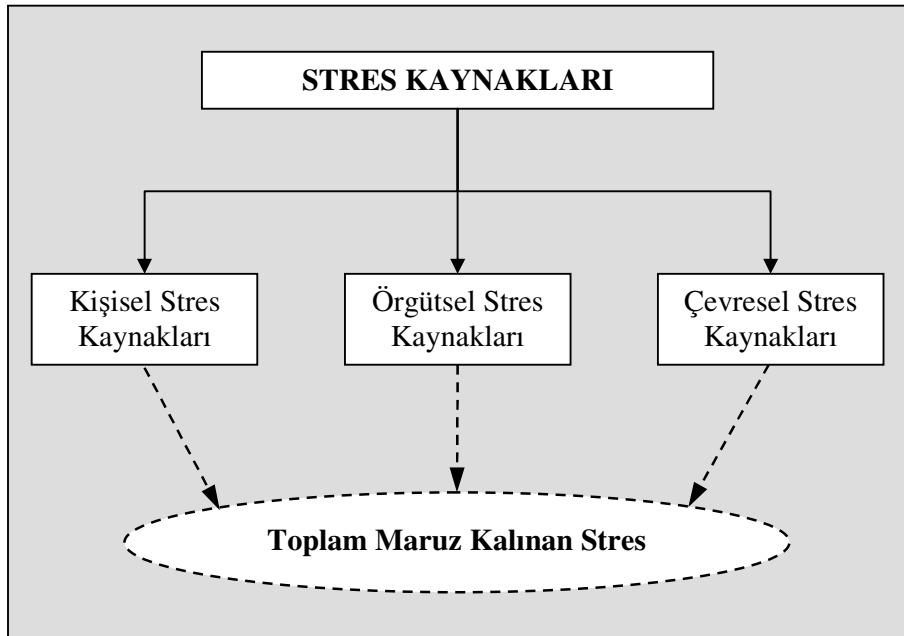 STRES KAYNAKLARI
Kişisel Stres
Kaynakları
Örgütsel Stres
Kaynakları
Çevresel Stres
Kaynakları
Toplam Maruz Kalınan Stres